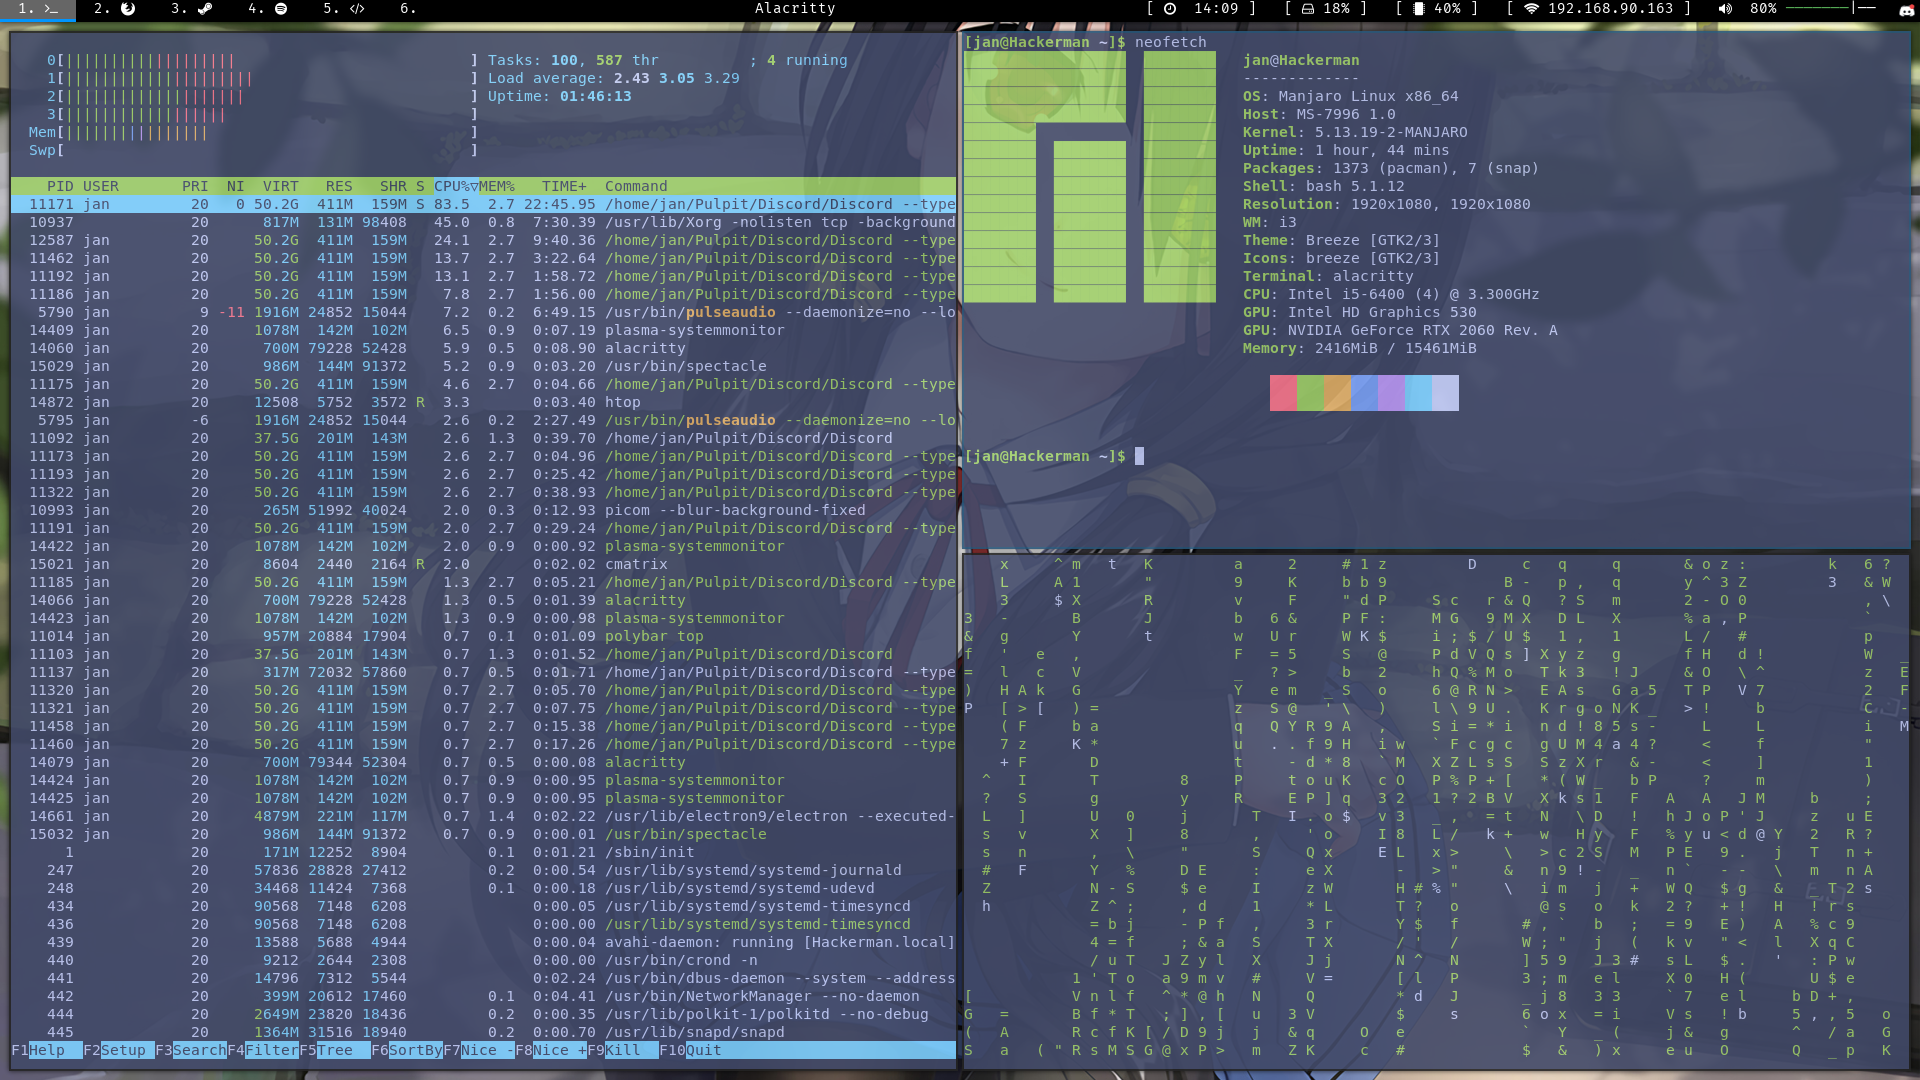 1. >_ 2. 3. 4. 5. </> 6. Alacritty [ 14:09 ] [ 18% ] [ 40% ] [ 192.168.90.163 ] 80%
0[ ] Tasks: 100, 587 thr ; 4 running
1[ ] Load average: 2.43 3.05 3.29
2[ ] Uptime: 01:46:13
3[ ]
Mem[ ]
Swp[ ]
PID USER PRI NI VIRT RES SHR S CPU%▽MEM% TIME+ Command
11171 jan 20 0 50.2G 411M 159M S 83.5 2.7 22:45.95 /home/jan/Pulpit/Discord/Discord --type
10937 20 817M 131M 98408 45.0 0.8 7:30.39 /usr/lib/Xorg -nolisten tcp -background
12587 jan 20 50.2G 411M 159M 24.1 2.7 9:40.36 /home/jan/Pulpit/Discord/Discord --type
11462 jan 20 50.2G 411M 159M 13.7 2.7 3:22.64 /home/jan/Pulpit/Discord/Discord --type
11192 jan 20 50.2G 411M 159M 13.1 2.7 1:58.72 /home/jan/Pulpit/Discord/Discord --type
11186 jan 20 50.2G 411M 159M 7.8 2.7 1:56.00 /home/jan/Pulpit/Discord/Discord --type
5790 jan 9 -11 1916M 24852 15044 7.2 0.2 6:49.15 /usr/bin/pulseaudio --daemonize=no --lo
14409 jan 20 1078M 142M 102M 6.5 0.9 0:07.19 plasma-systemmonitor
14060 jan 20 700M 79228 52428 5.9 0.5 0:08.90 alacritty
15029 jan 20 986M 144M 91372 5.2 0.9 0:03.20 /usr/bin/spectacle
11175 jan 20 50.2G 411M 159M 4.6 2.7 0:04.66 /home/jan/Pulpit/Discord/Discord --type
14872 jan 20 12508 5752 3572 R 3.3 0:03.40 htop
5795 jan -6 1916M 24852 15044 2.6 0.2 2:27.49 /usr/bin/pulseaudio --daemonize=no --lo
11092 jan 20 37.5G 201M 143M 2.6 1.3 0:39.70 /home/jan/Pulpit/Discord/Discord
11173 jan 20 50.2G 411M 159M 2.6 2.7 0:04.96 /home/jan/Pulpit/Discord/Discord --type
11193 jan 20 50.2G 411M 159M 2.6 2.7 0:25.42 /home/jan/Pulpit/Discord/Discord --type
11322 jan 20 50.2G 411M 159M 2.6 2.7 0:38.93 /home/jan/Pulpit/Discord/Discord --type
10993 jan 20 265M 51992 40024 2.0 0.3 0:12.93 picom --blur-background-fixed
11191 jan 20 50.2G 411M 159M 2.0 2.7 0:29.24 /home/jan/Pulpit/Discord/Discord --type
14422 jan 20 1078M 142M 102M 2.0 0.9 0:00.92 plasma-systemmonitor
15021 jan 20 8604 2440 2164 R 2.0 0:02.02 cmatrix
11185 jan 20 50.2G 411M 159M 1.3 2.7 0:05.21 /home/jan/Pulpit/Discord/Discord --type
14066 jan 20 700M 79228 52428 1.3 0.5 0:01.39 alacritty
14423 jan 20 1078M 142M 102M 1.3 0.9 0:00.98 plasma-systemmonitor
11014 jan 20 957M 20884 17904 0.7 0.1 0:01.09 polybar top
11103 jan 20 37.5G 201M 143M 0.7 1.3 0:01.52 /home/jan/Pulpit/Discord/Discord
11137 jan 20 317M 72032 57860 0.7 0.5 0:01.71 /home/jan/Pulpit/Discord/Discord --type
11320 jan 20 50.2G 411M 159M 0.7 2.7 0:05.70 /home/jan/Pulpit/Discord/Discord --type
11321 jan 20 50.2G 411M 159M 0.7 2.7 0:07.75 /home/jan/Pulpit/Discord/Discord --type
11458 jan 20 50.2G 411M 159M 0.7 2.7 0:15.38 /home/jan/Pulpit/Discord/Discord --type
11460 jan 20 50.2G 411M 159M 0.7 2.7 0:17.26 /home/jan/Pulpit/Discord/Discord --type
14079 jan 20 700M 79344 52304 0.7 0.5 0:00.08 alacritty
14424 jan 20 1078M 142M 102M 0.7 0.9 0:00.95 plasma-systemmonitor
14425 jan 20 1078M 142M 102M 0.7 0.9 0:00.95 plasma-systemmonitor
14661 jan 20 4879M 221M 117M 0.7 1.4 0:02.22 /usr/lib/electron9/electron --executed-
15032 jan 20 986M 144M 91372 0.7 0.9 0:00.01 /usr/bin/spectacle
1 20 171M 12252 8904 0.1 0:01.21 /sbin/init
247 20 57836 28828 27412 0.2 0:00.54 /usr/lib/systemd/systemd-journald
248 20 34468 11424 7368 0.1 0:00.18 /usr/lib/systemd/systemd-udevd
434 20 90568 7148 6208 0:00.05 /usr/lib/systemd/systemd-timesyncd
436 20 90568 7148 6208 0:00.00 /usr/lib/systemd/systemd-timesyncd
439 20 13588 5688 4944 0:00.04 avahi-daemon: running [Hackerman.local]
440 20 9212 2644 2308 0:00.00 /usr/bin/crond -n
441 20 14796 7312 5544 0:02.24 /usr/bin/dbus-daemon --system --address
442 20 399M 20612 17460 0.1 0:04.41 /usr/bin/NetworkManager --no-daemon
444 20 2649M 23820 18436 0.2 0:00.35 /usr/lib/polkit-1/polkitd --no-debug
445 20 1364M 31516 18940 0.2 0:00.70 /usr/lib/snapd/snapd
F1Help F2Setup F3SearchF4FilterF5Tree F6SortByF7Nice -F8Nice +F9Kill F10Quit
[jan@Hackerman ~]$ neofetch
jan@Hackerman
-------------
OS: Manjaro Linux x86_64
Host: MS-7996 1.0
Kernel: 5.13.19-2-MANJARO
Uptime: 1 hour, 44 mins
Packages: 1373 (pacman), 7 (snap)
Shell: bash 5.1.12
Resolution: 1920x1080, 1920x1080
WM: i3
Theme: Breeze [GTK2/3]
Icons: breeze [GTK2/3]
Terminal: alacritty
CPU: Intel i5-6400 (4) @ 3.300GHz
GPU: Intel HD Graphics 530
GPU: NVIDIA GeForce RTX 2060 Rev. A
Memory: 2416MiB / 15461MiB
[jan@Hackerman ~]$